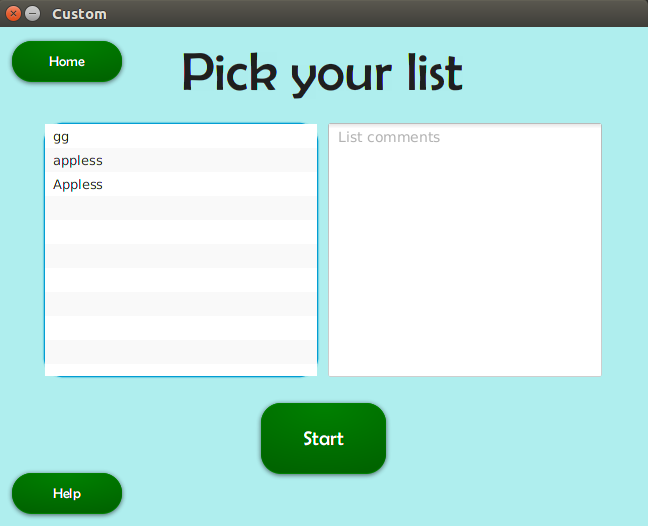 Custom
Home
Pick your list
gg
appless
Appless
List comments
Start
Help